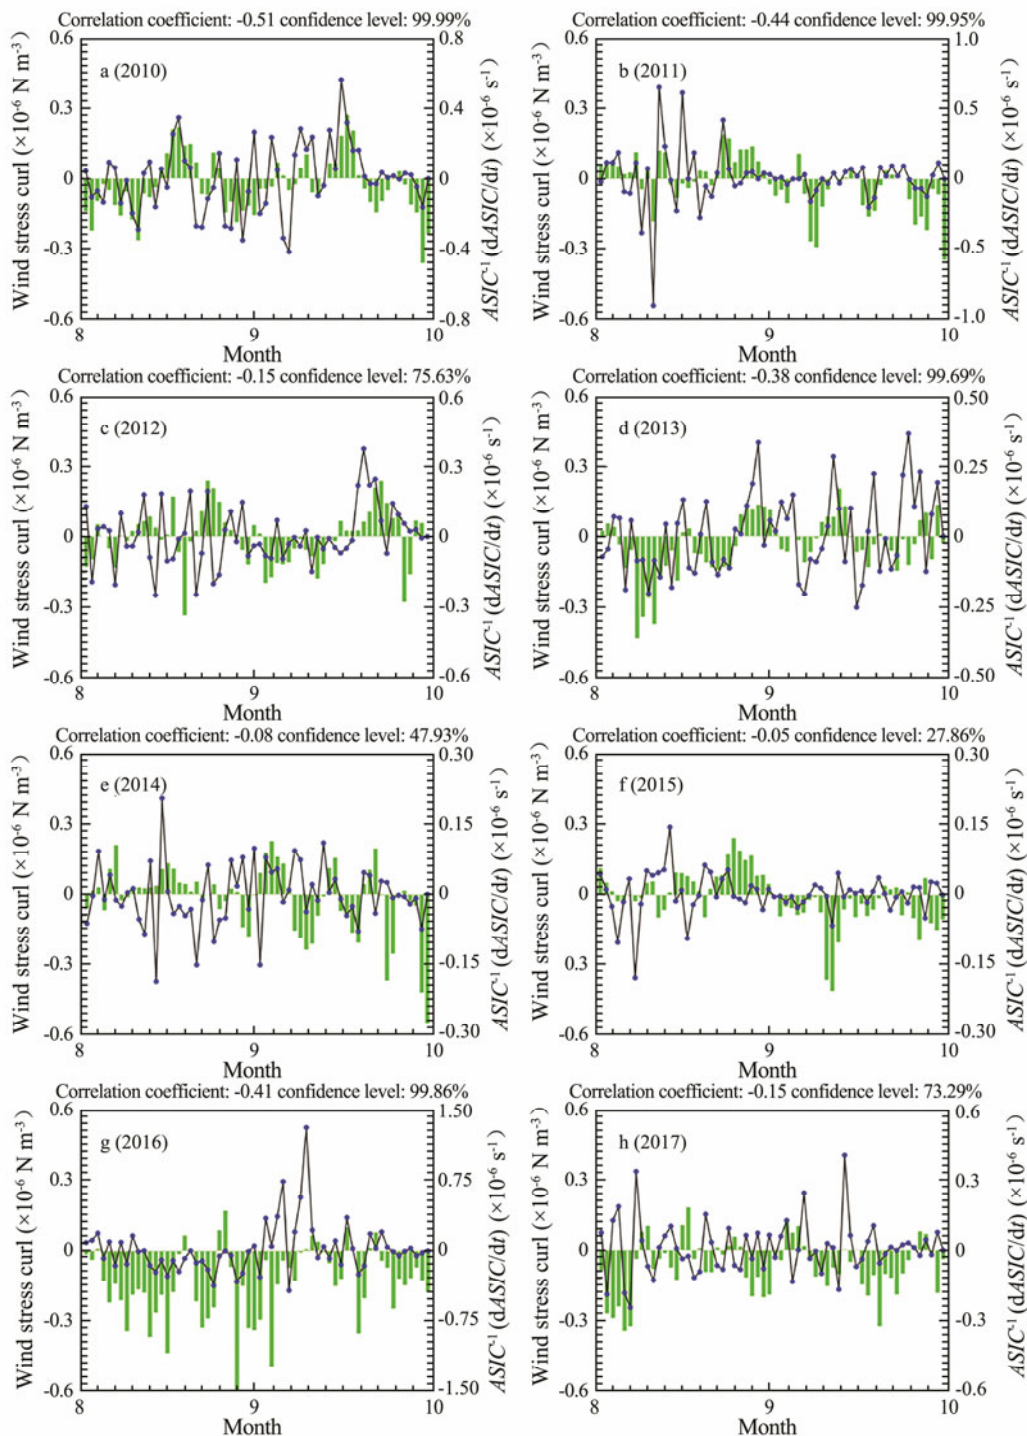 Correlation coefficient: -0.51 confidence level: 99.99%
a (2010)
Wind stress curl (×10⁻⁶ N m⁻³)
0.6
0.3
0
-0.3
-0.6
ASIC⁻¹ (dASIC/dt) (×10⁻⁶ s⁻¹)
0.8
0.4
0
-0.4
-0.8
8 9 10
Month
Correlation coefficient: -0.44 confidence level: 99.95%
b (2011)
Wind stress curl (×10⁻⁶ N m⁻³)
0.6
0.3
0
-0.3
-0.6
ASIC⁻¹ (dASIC/dt) (×10⁻⁶ s⁻¹)
1.0
0.5
0
-0.5
-1.0
8 9 10
Month
Correlation coefficient: -0.15 confidence level: 75.63%
c (2012)
Wind stress curl (×10⁻⁶ N m⁻³)
0.6
0.3
0
-0.3
-0.6
ASIC⁻¹ (dASIC/dt) (×10⁻⁶ s⁻¹)
0.6
0.3
0
-0.3
-0.6
8 9 10
Month
Correlation coefficient: -0.38 confidence level: 99.69%
d (2013)
Wind stress curl (×10⁻⁶ N m⁻³)
0.6
0.3
0
-0.3
-0.6
ASIC⁻¹ (dASIC/dt) (×10⁻⁶ s⁻¹)
0.50
0.25
0
-0.25
-0.50
8 9 10
Month
Correlation coefficient: -0.08 confidence level: 47.93%
e (2014)
Wind stress curl (×10⁻⁶ N m⁻³)
0.6
0.3
0
-0.3
-0.6
ASIC⁻¹ (dASIC/dt) (×10⁻⁶ s⁻¹)
0.30
0.15
0
-0.15
-0.30
8 9 10
Month
Correlation coefficient: -0.05 confidence level: 27.86%
f (2015)
Wind stress curl (×10⁻⁶ N m⁻³)
0.6
0.3
0
-0.3
-0.6
ASIC⁻¹ (dASIC/dt) (×10⁻⁶ s⁻¹)
0.30
0.15
0
-0.15
-0.30
8 9 10
Month
Correlation coefficient: -0.41 confidence level: 99.86%
g (2016)
Wind stress curl (×10⁻⁶ N m⁻³)
0.6
0.3
0
-0.3
-0.6
ASIC⁻¹ (dASIC/dt) (×10⁻⁶ s⁻¹)
1.50
0.75
0
-0.75
-1.50
8 9 10
Month
Correlation coefficient: -0.15 confidence level: 73.29%
h (2017)
Wind stress curl (×10⁻⁶ N m⁻³)
0.6
0.3
0
-0.3
-0.6
ASIC⁻¹ (dASIC/dt) (×10⁻⁶ s⁻¹)
0.6
0.4
0.2
0
-0.2
-0.4
-0.6
8 9 10
Month